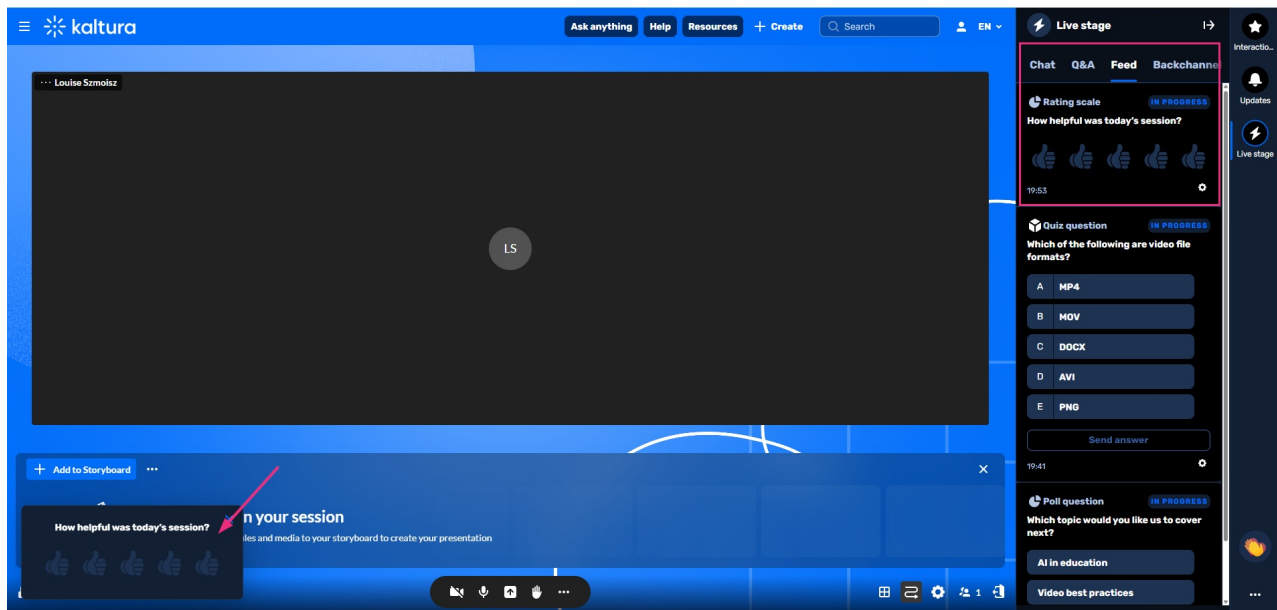 kaltura
Ask anything
Help
Resources
+ Create
Search
EN
··· Louise Szmoisz
LS
+ Add to Storyboard ···
n your session
les and media to your storyboard to create your presentation
How helpful was today's session?
1
Live stage
Chat Q&A Feed Backchanne
Rating scale IN PROGRESS
How helpful was today's session?
19:53
Quiz question IN PROGRESS
Which of the following are video file
formats?
A MP4
B MOV
C DOCX
D AVI
E PNG
Send answer
19:41
Poll question IN PROGRESS
Which topic would you like us to cover
next?
AI in education
Video best practices
Interactio...
Updates
Live stage